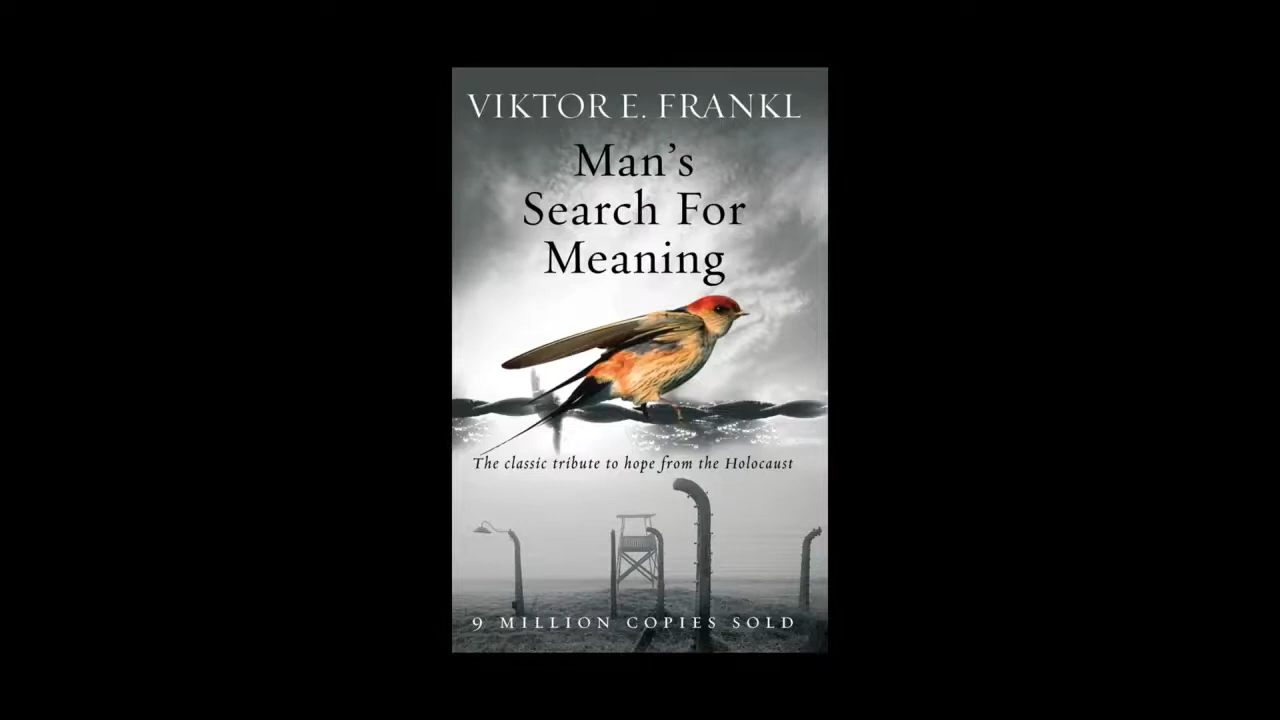 VIKTOR E. FRANKL
Man’s
Search For
Meaning
The classic tribute to hope from the Holocaust
9 MILLION COPIES SOLD